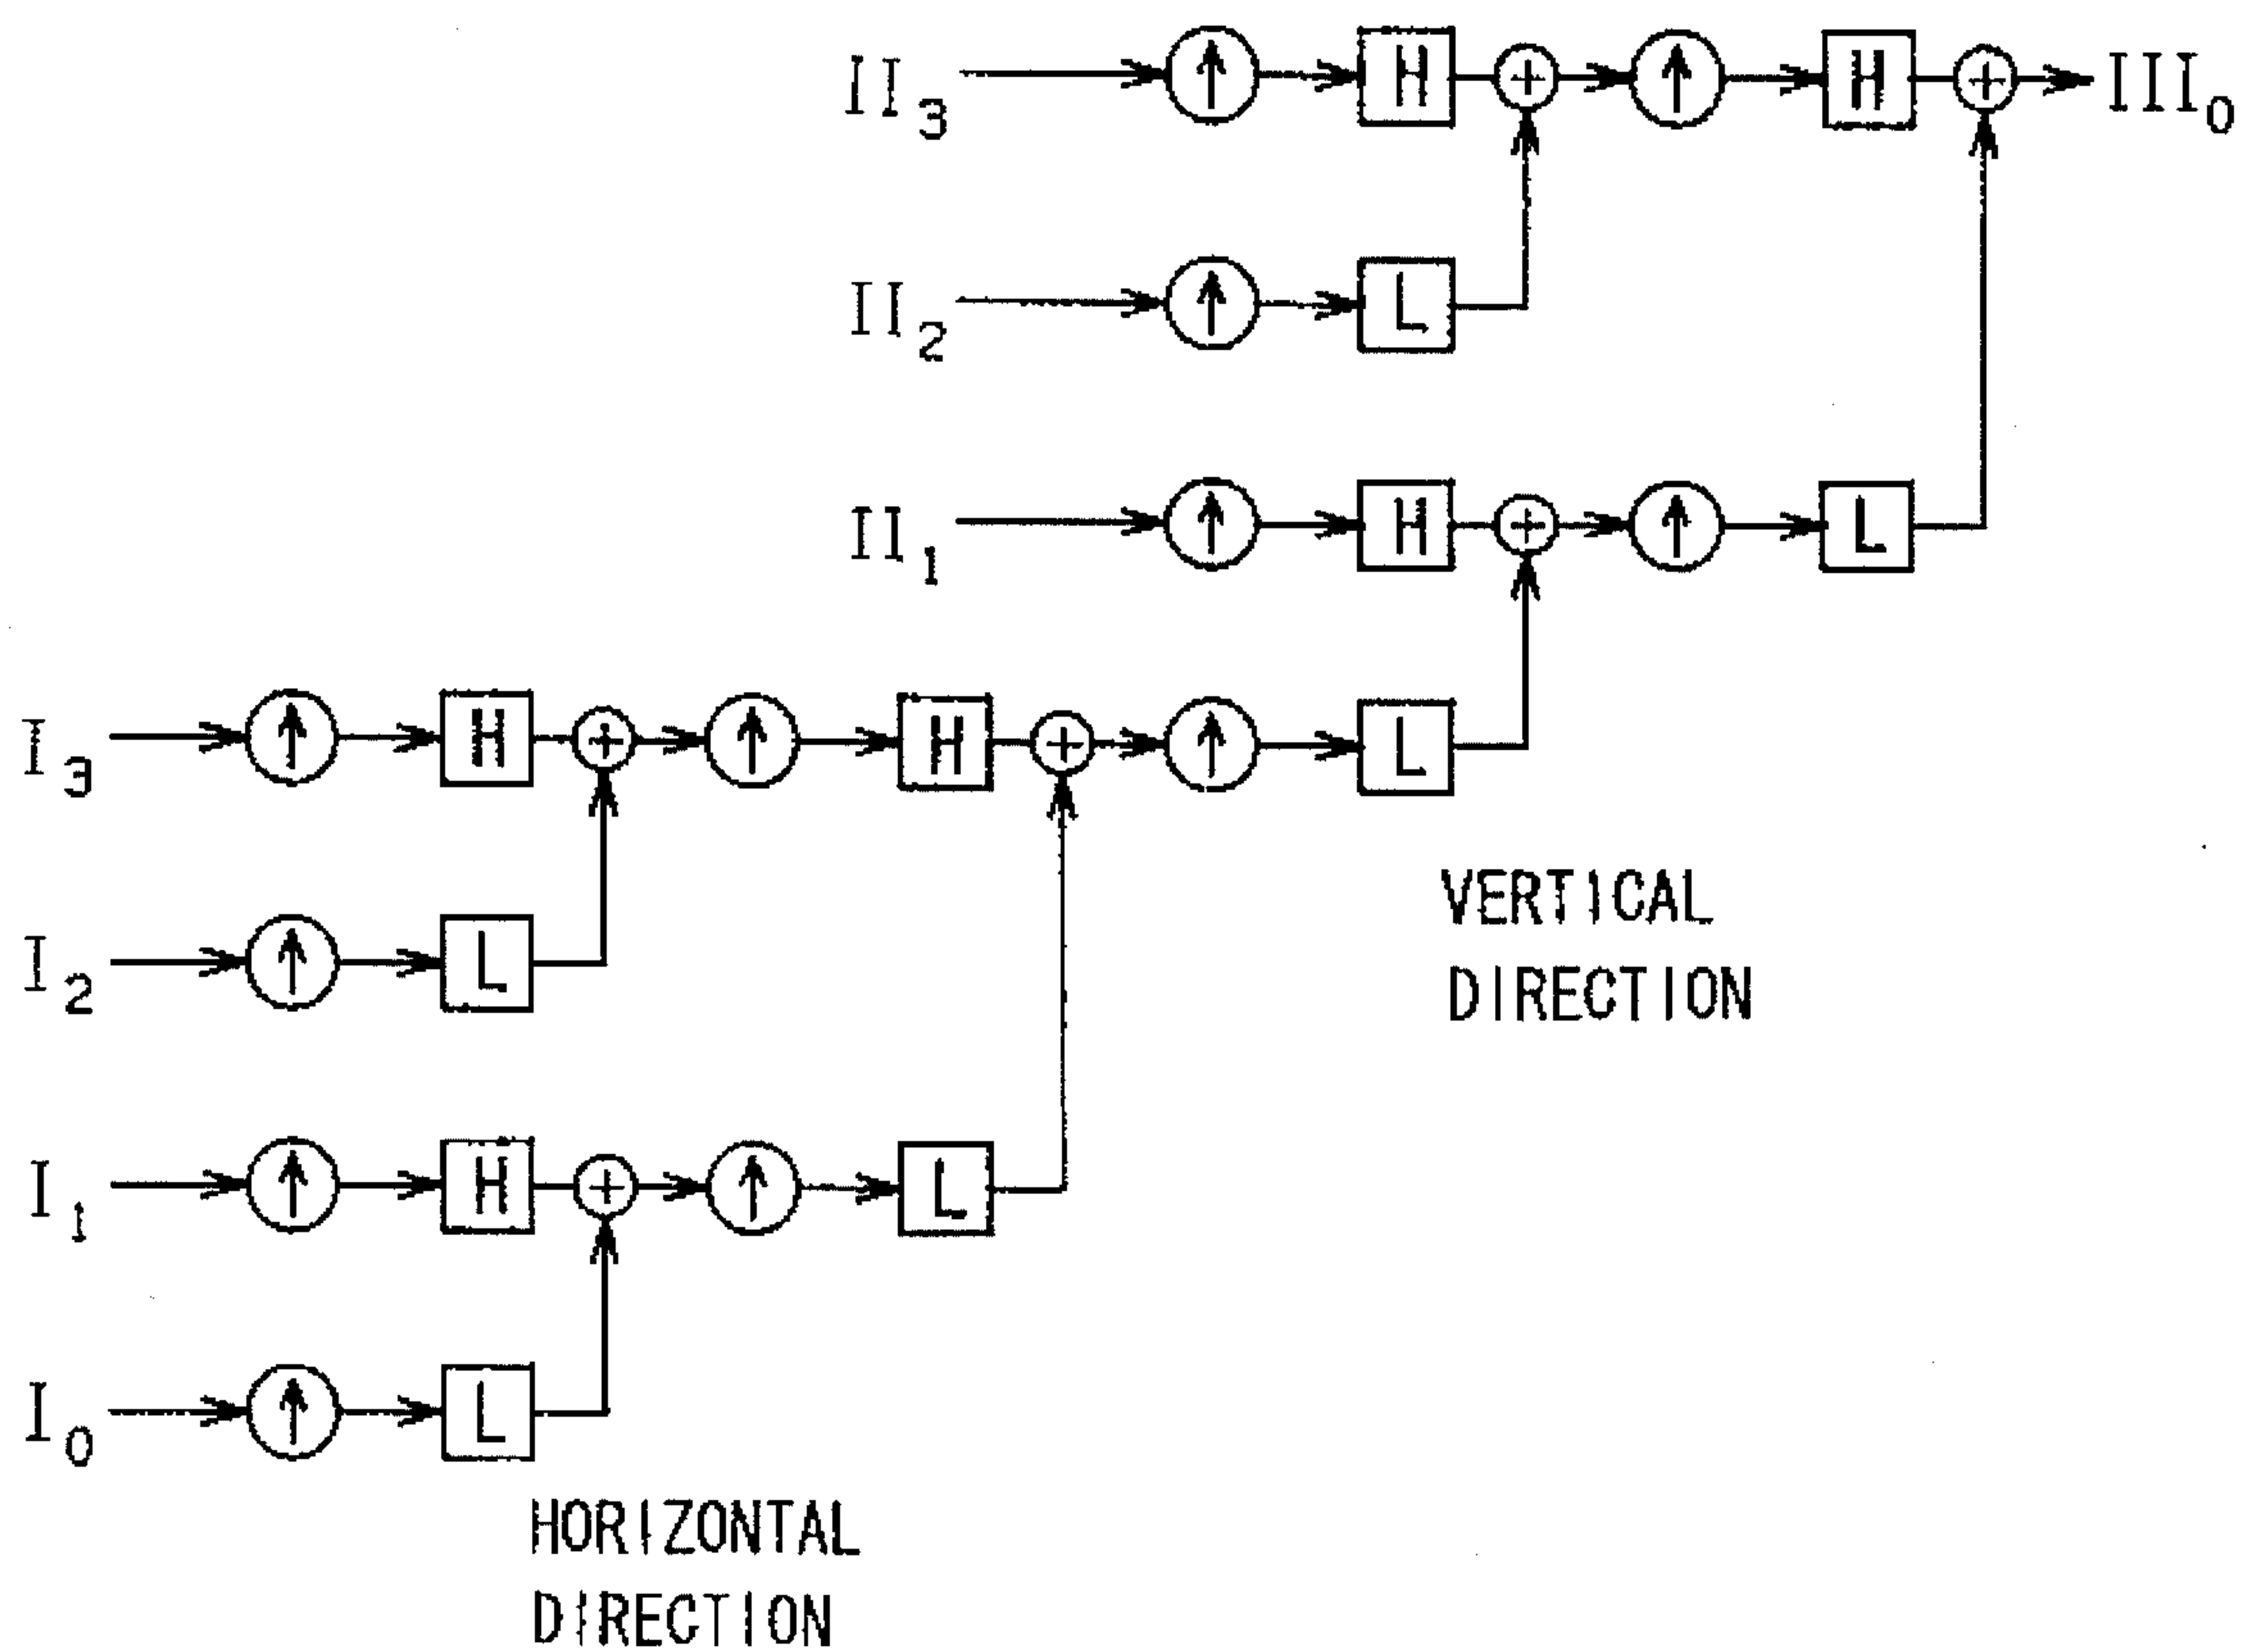 II3 H H III0
II2 L
II1 H L
I3 H H L
I2 L
VERTICAL
DIRECTION
I1 H L
I0 L
HORIZONTAL
DIRECTION